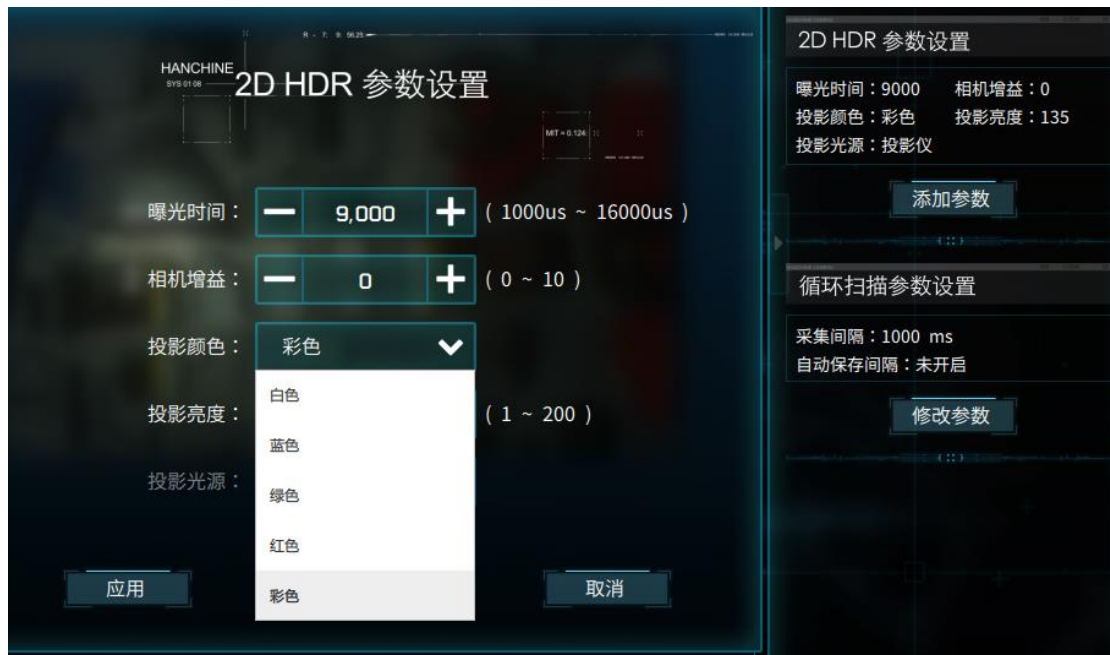 R - 7: 9: 56.25
HANCHINE
SYS 01 08
2D HDR 参数设置
MIT = 0.124:
曝光时间：
9,000
( 1000us ~ 16000us )
相机增益：
0
( 0 ~ 10 )
投影颜色：
彩色
白色
蓝色
绿色
红色
彩色
投影亮度：
( 1 ~ 200 )
投影光源：
应用
取消
2D HDR 参数设置
曝光时间：9000 相机增益：0
投影颜色：彩色 投影亮度：135
投影光源：投影仪
添加参数
循环扫描参数设置
采集间隔：1000 ms
自动保存间隔：未开启
修改参数